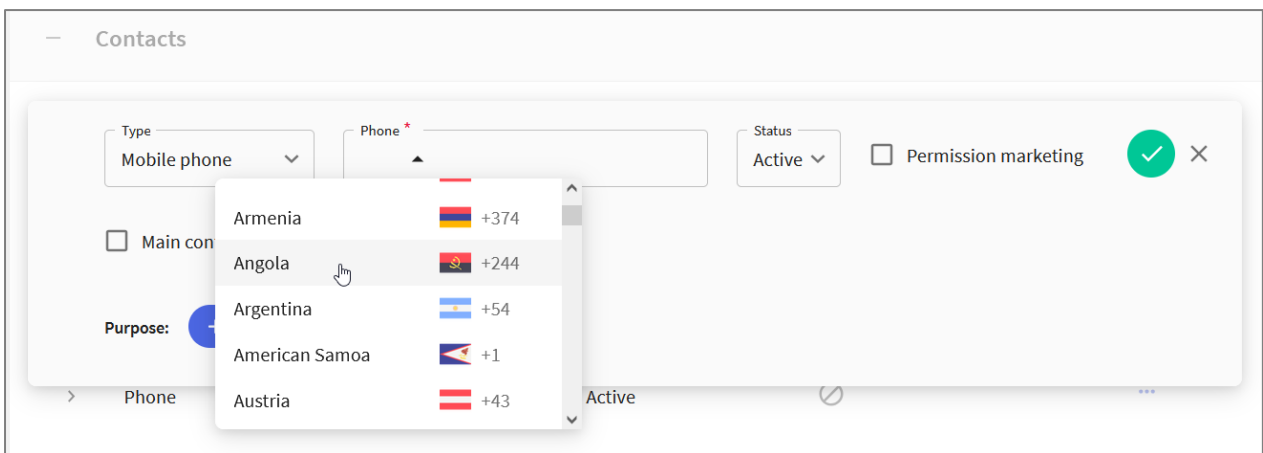 Contacts
Type
Phone *
Status
Mobile phone
Active
Permission marketing
Armenia +374
Main con
Angola +244
Argentina +54
Purpose: +
American Samoa +1
Phone
Austria +43
Active